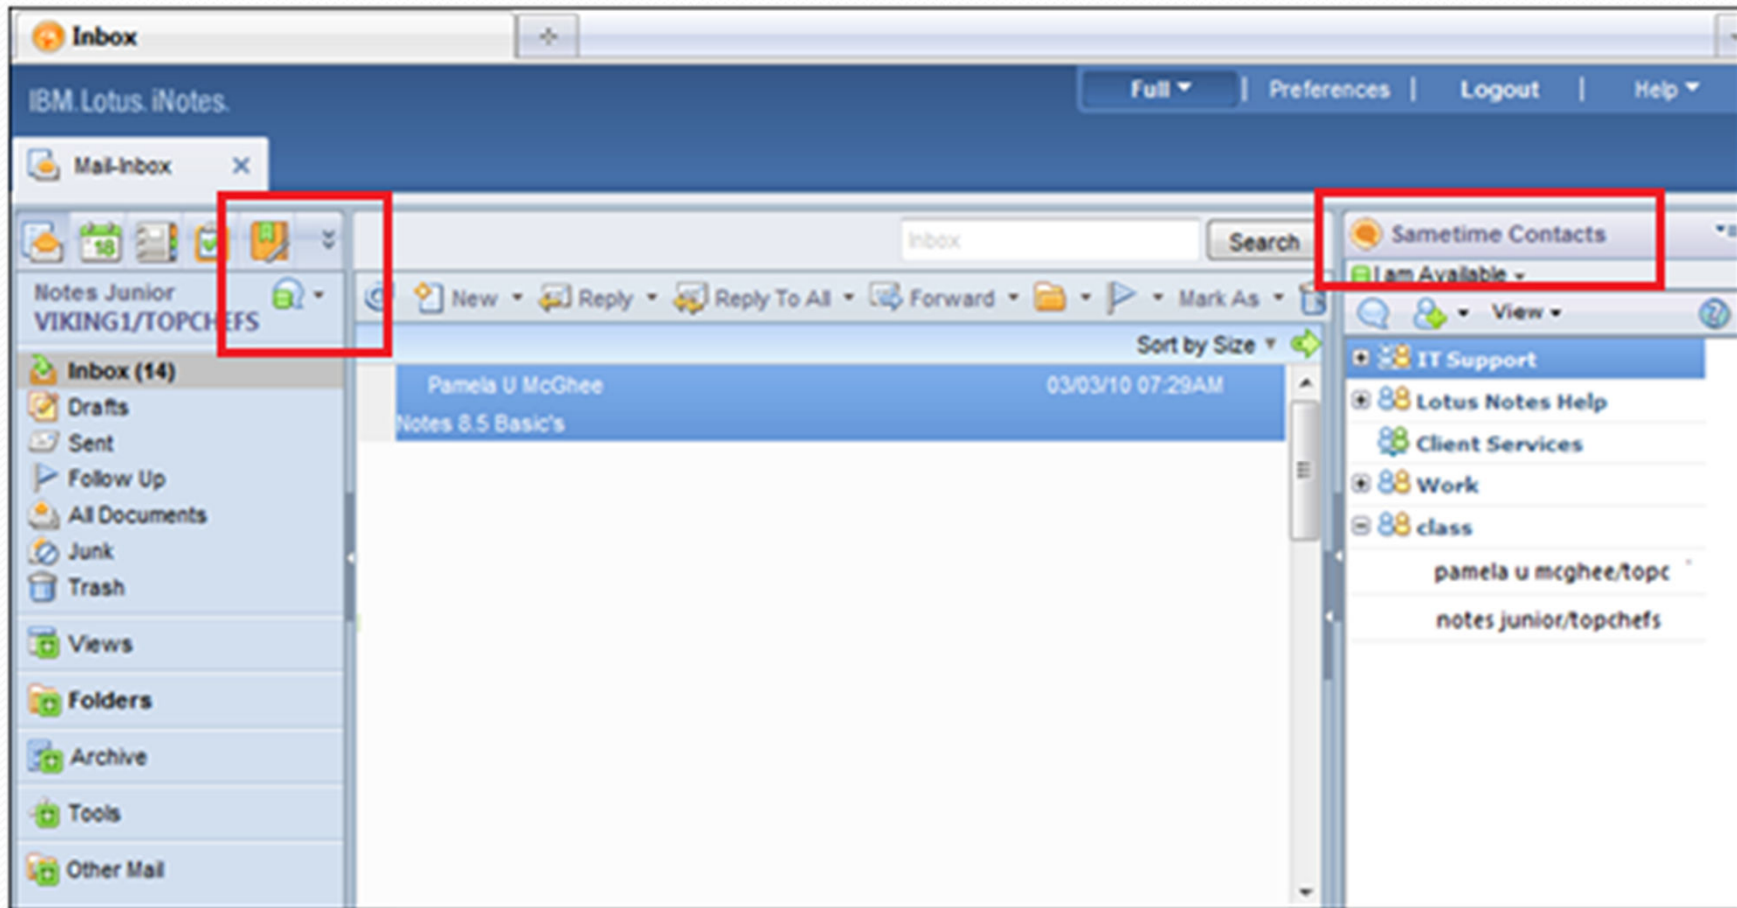 Inbox
IBM.Lotus.iNotes.
Full | Preferences | Logout | Help
Mail-Inbox
18
Inbox
Search
Notes Junior
VIKING1/TOPCHEFS
New Reply Reply To All Forward Mark As
Sort by Size
Inbox (14)
Drafts
Sent
Follow Up
All Documents
Junk
Trash
Views
Folders
Archive
Tools
Other Mail
Pamela U McGhee 03/03/10 07:29AM
Notes 8.5 Basic's
Sametime Contacts
I am Available
View
IT Support
Lotus Notes Help
Client Services
Work
class
pamela u mcghee/topc
notes junior/topchefs